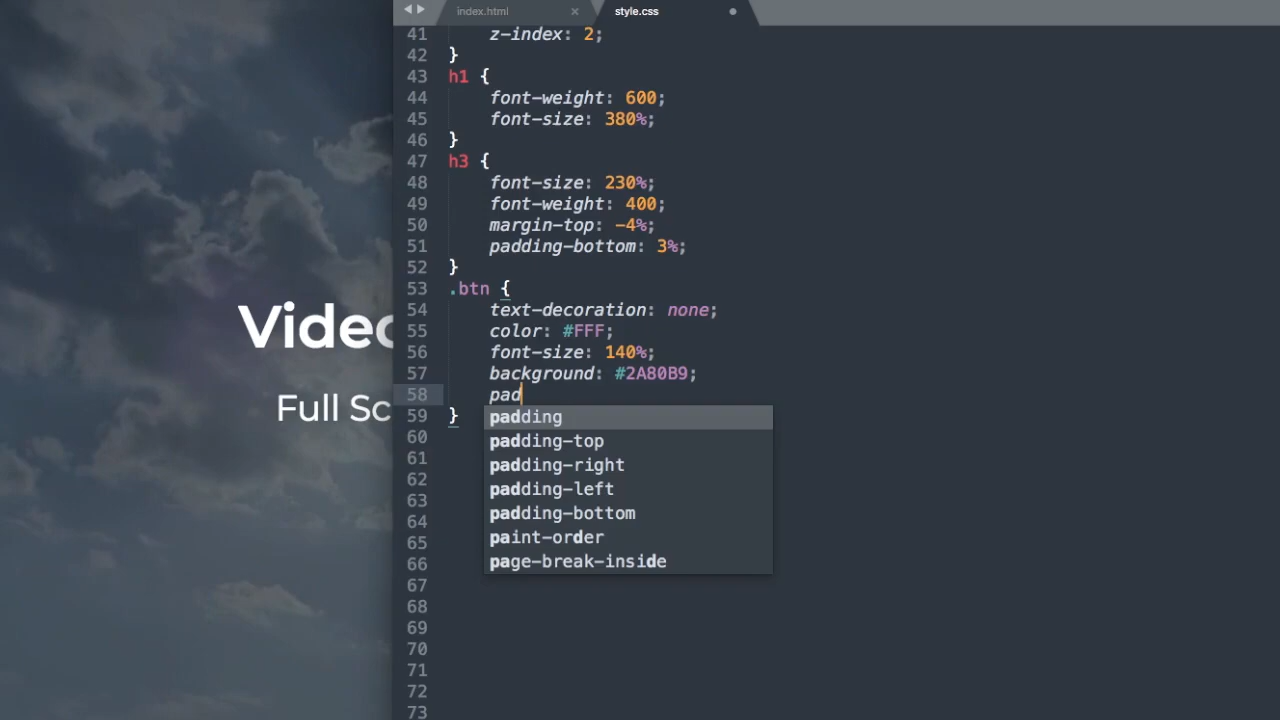 index.html
style.css
Video
Full Sc
41 z-index: 2;
42 }
43 h1 {
44 font-weight: 600;
45 font-size: 380%;
46 }
47 h3 {
48 font-size: 230%;
49 font-weight: 400;
50 margin-top: -4%;
51 padding-bottom: 3%;
52 }
53 .btn {
54 text-decoration: none;
55 color: #FFF;
56 font-size: 140%;
57 background: #2A80B9;
58 pad
59 }
padding
padding-top
padding-right
padding-left
padding-bottom
paint-order
page-break-inside
60
61
62
63
64
65
66
67
68
69
70
71
72
73